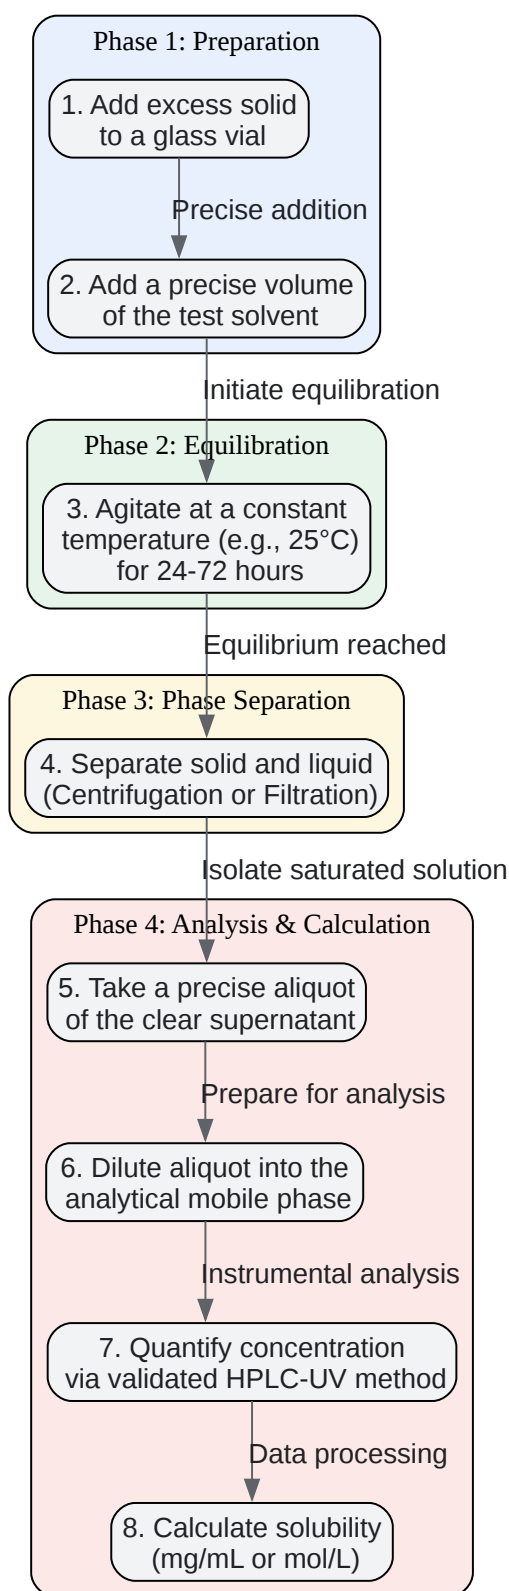 Phase 1: Preparation
1. Add excess solid
to a glass vial
Precise addition
2. Add a precise volume
of the test solvent
Initiate equilibration
Phase 2: Equilibration
3. Agitate at a constant
temperature (e.g., 25°C)
for 24-72 hours
Equilibrium reached
Phase 3: Phase Separation
4. Separate solid and liquid
(Centrifugation or Filtration)
Isolate saturated solution
Phase 4: Analysis & Calculation
5. Take a precise aliquot
of the clear supernatant
Prepare for analysis
6. Dilute aliquot into the
analytical mobile phase
Instrumental analysis
7. Quantify concentration
via validated HPLC-UV method
Data processing
8. Calculate solubility
(mg/mL or mol/L)